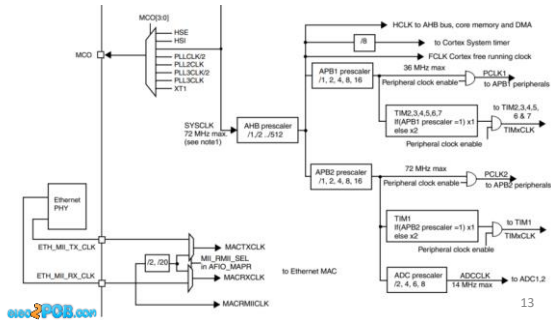 MCO[3:0]
HSE
HSI
PLLCLK/2
PLL2CLK
PLL3CLK/2
PLL3CLK
XT1
MCO
HCLK to AHB bus, core memory and DMA
/8
to Cortex System timer
FCLK Cortex free running clock
36 MHz max
APB1 prescaler
/1, 2, 4, 8, 16
PCLK1
Peripheral clock enable
to APB1 peripherals
TIM2,3,4,5,6,7
If(APB1 prescaler =1) x1
else x2
to TIM2,3,4,5,
6 & 7
TIMxCLK
Peripheral clock enable
SYSCLK
72 MHz max.
(see note1)
AHB prescaler
/1,/2 ../512
APB2 prescaler
/1, 2, 4, 8, 16
72 MHz max
PCLK2
Peripheral clock enable
to APB2 peripherals
TIM1
If(APB2 prescaler =1) x1
else x2
to TIM1
TIMxCLK
Peripheral clock enable
ADC prescaler
/2, 4, 6, 8
ADCCLK
14 MHz max
to ADC1,2
Ethernet
PHY
ETH_MII_TX_CLK
MACTXCLK
/2, /20
MII_RMII_SEL
in AFIO_MAPR
to Ethernet MAC
ETH_MII_RX_CLK
MACRXCLK
MACRMIICLK
13
elec2PCB.com